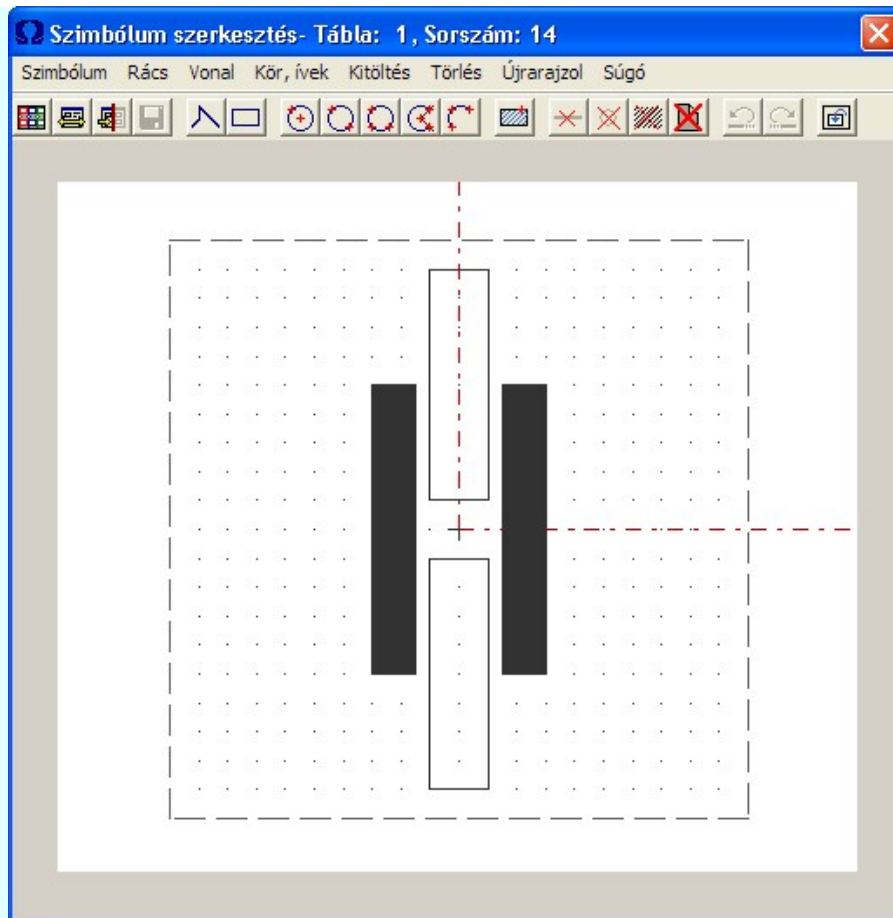 Szimbólum szerkesztés- Tábla: 1, Sorszám: 14
Szimbólum Rács Vonal Kör, ívek Kitöltés Törlés Újrarajzol Súgó